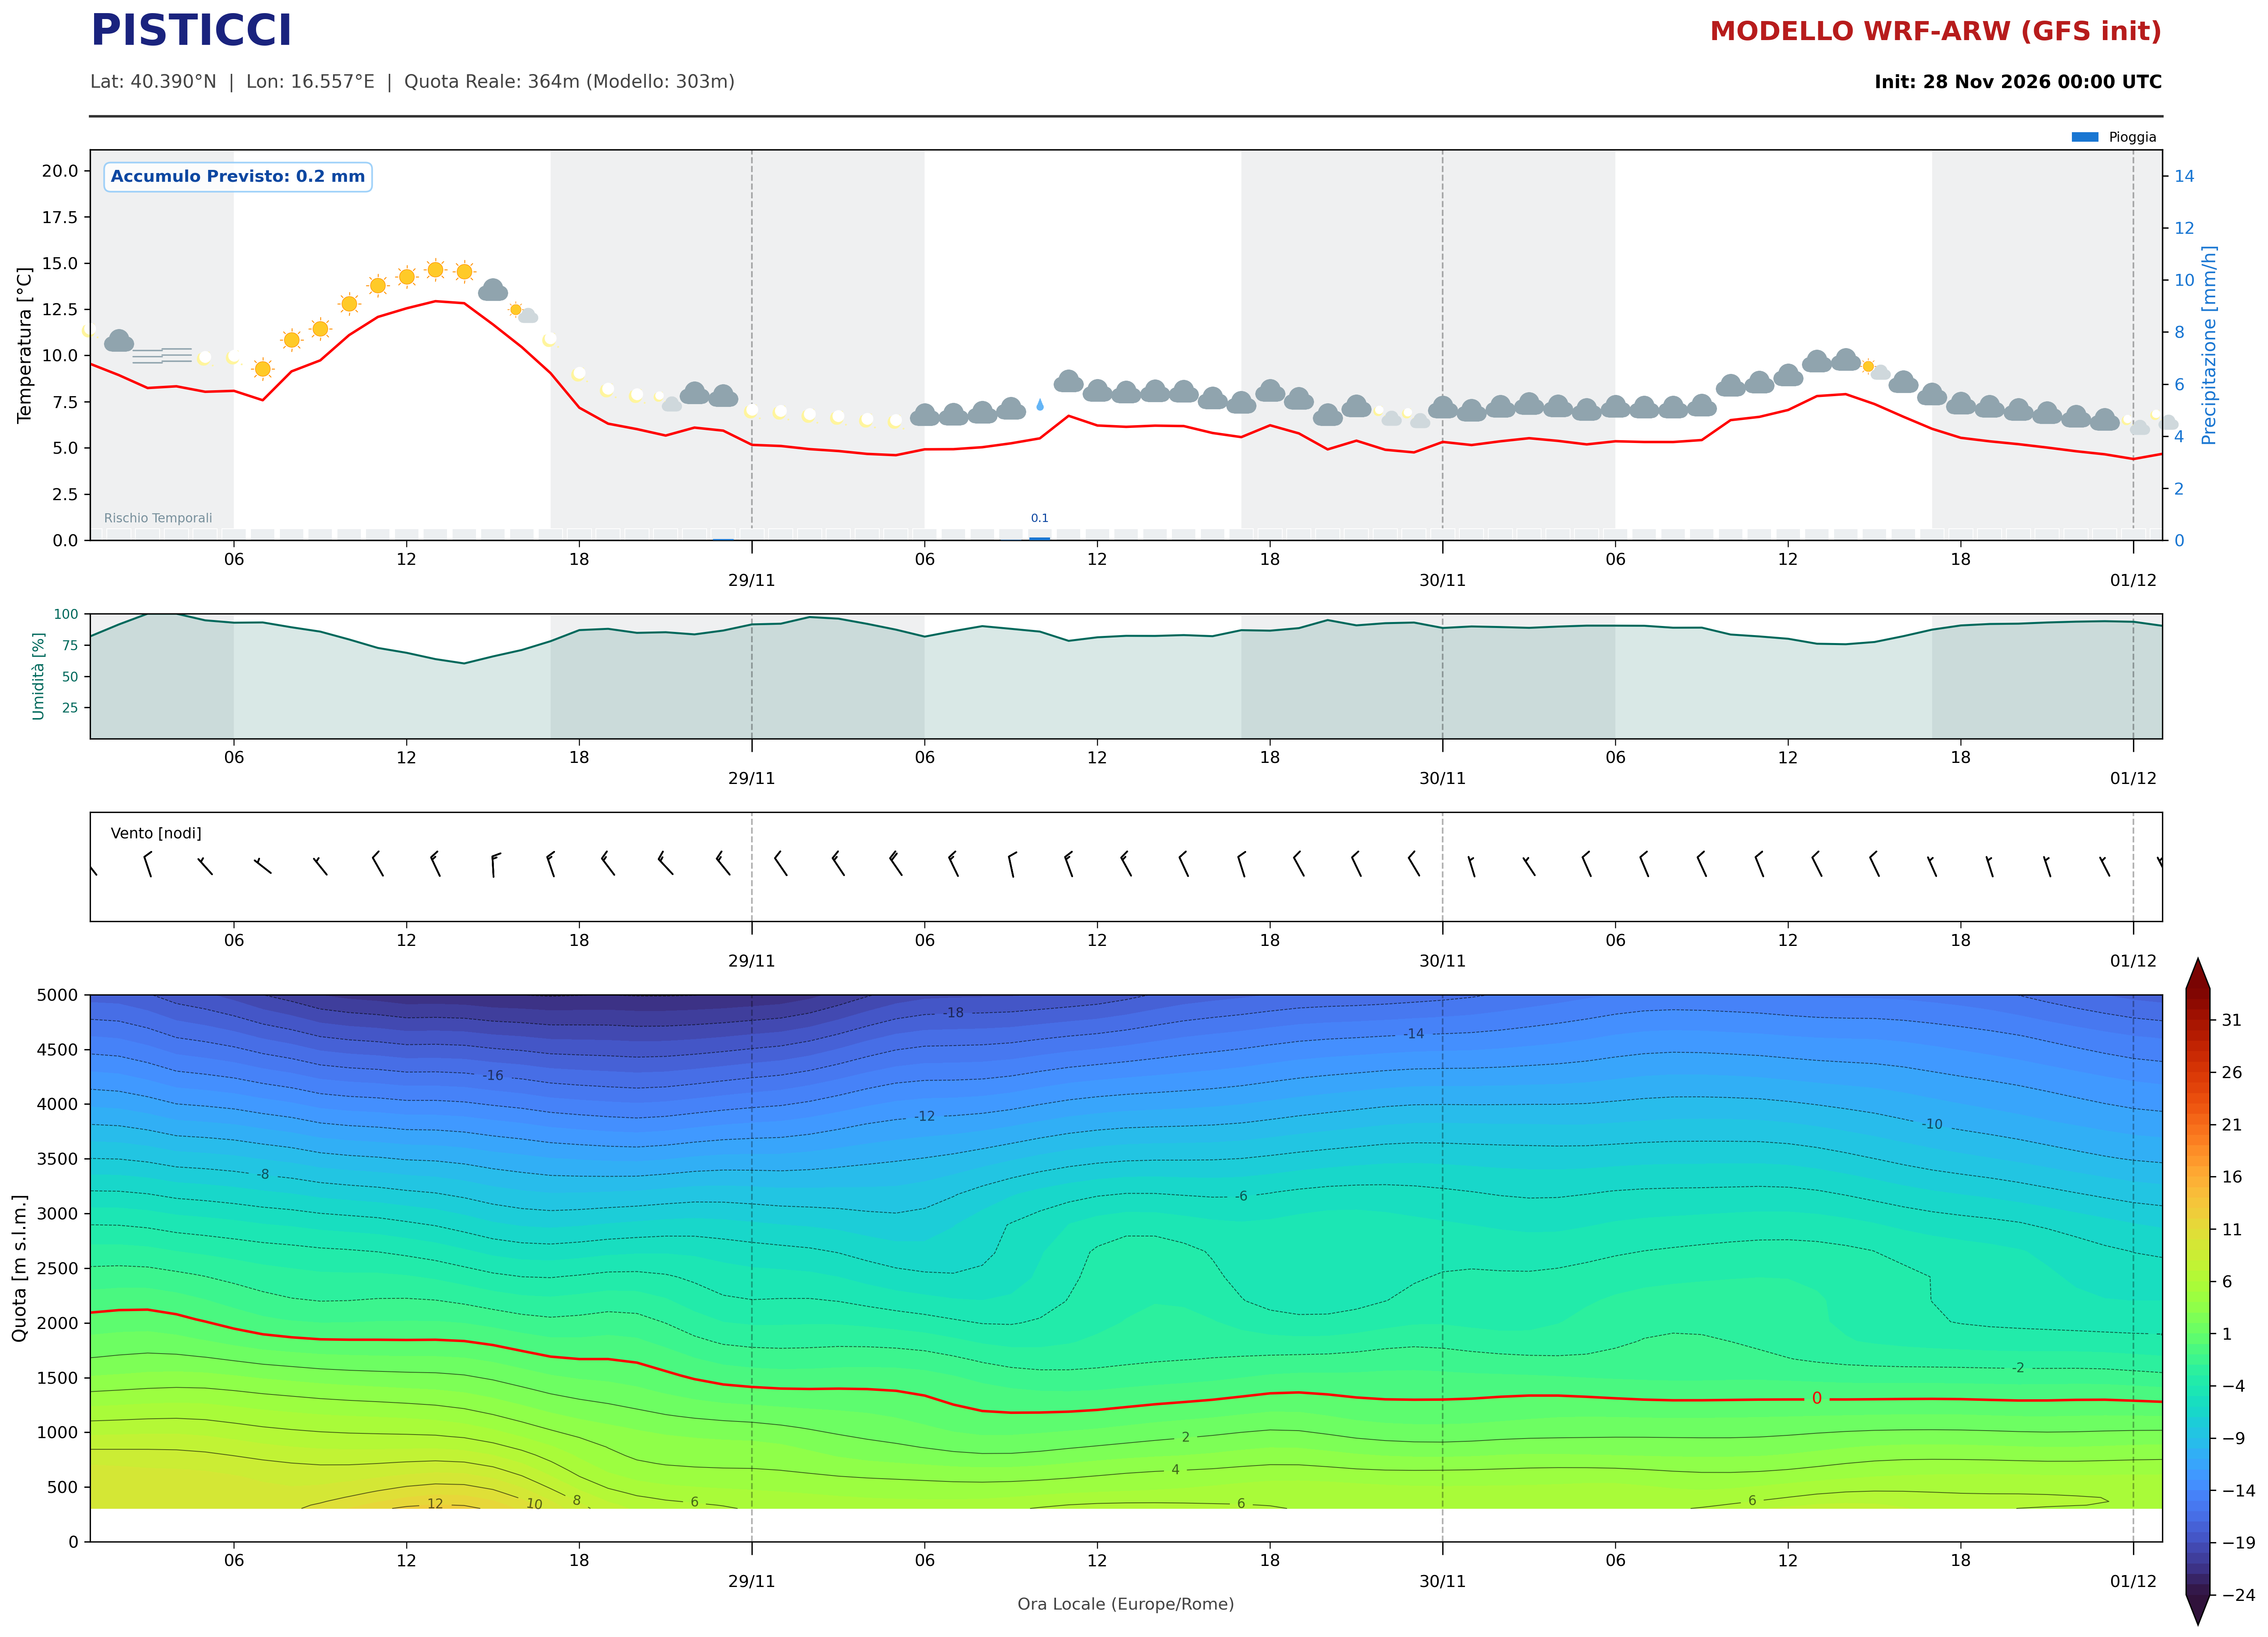 PISTICCI
MODELLO WRF-ARW (GFS init)
Lat: 40.390°N | Lon: 16.557°E | Quota Reale: 364m (Modello: 303m)
Init: 28 Nov 2026 00:00 UTC
Pioggia
Accumulo Previsto: 0.2 mm
Temperatura [°C]
20.0
17.5
15.0
12.5
10.0
7.5
5.0
2.5
0.0
Precipitazione [mm/h]
14
12
10
8
6
4
2
0
Rischio Temporali
0.1
06 12 18 06 12 18 06 12 18
29/11 30/11 01/12
Umidità [%]
100
75
50
25
06 12 18 06 12 18 06 12 18
29/11 30/11 01/12
Vento [nodi]
06 12 18 06 12 18 06 12 18
29/11 30/11 01/12
Quota [m s.l.m.]
5000
4500
4000
3500
3000
2500
2000
1500
1000
500
0
-18
-14
-16
-12
-10
-8
-6
-2
0
2
4
12 10 8 6 6 6
31
26
21
16
11
6
1
−4
−9
−14
−19
−24
06 12 18 06 12 18 06 12 18
29/11 30/11 01/12
Ora Locale (Europe/Rome)